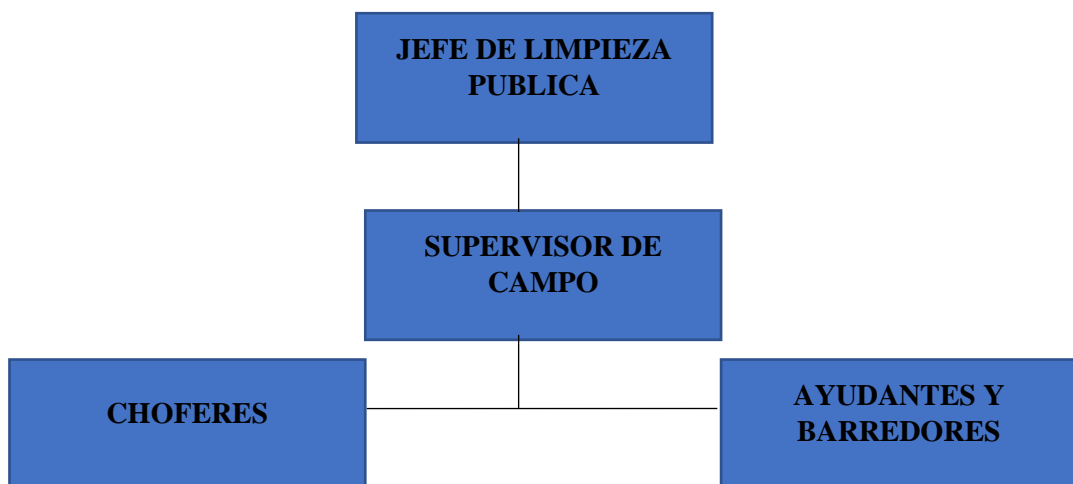 JEFE DE LIMPIEZA
PUBLICA
SUPERVISOR DE
CAMPO
CHOFERES
AYUDANTES Y
BARREDORES